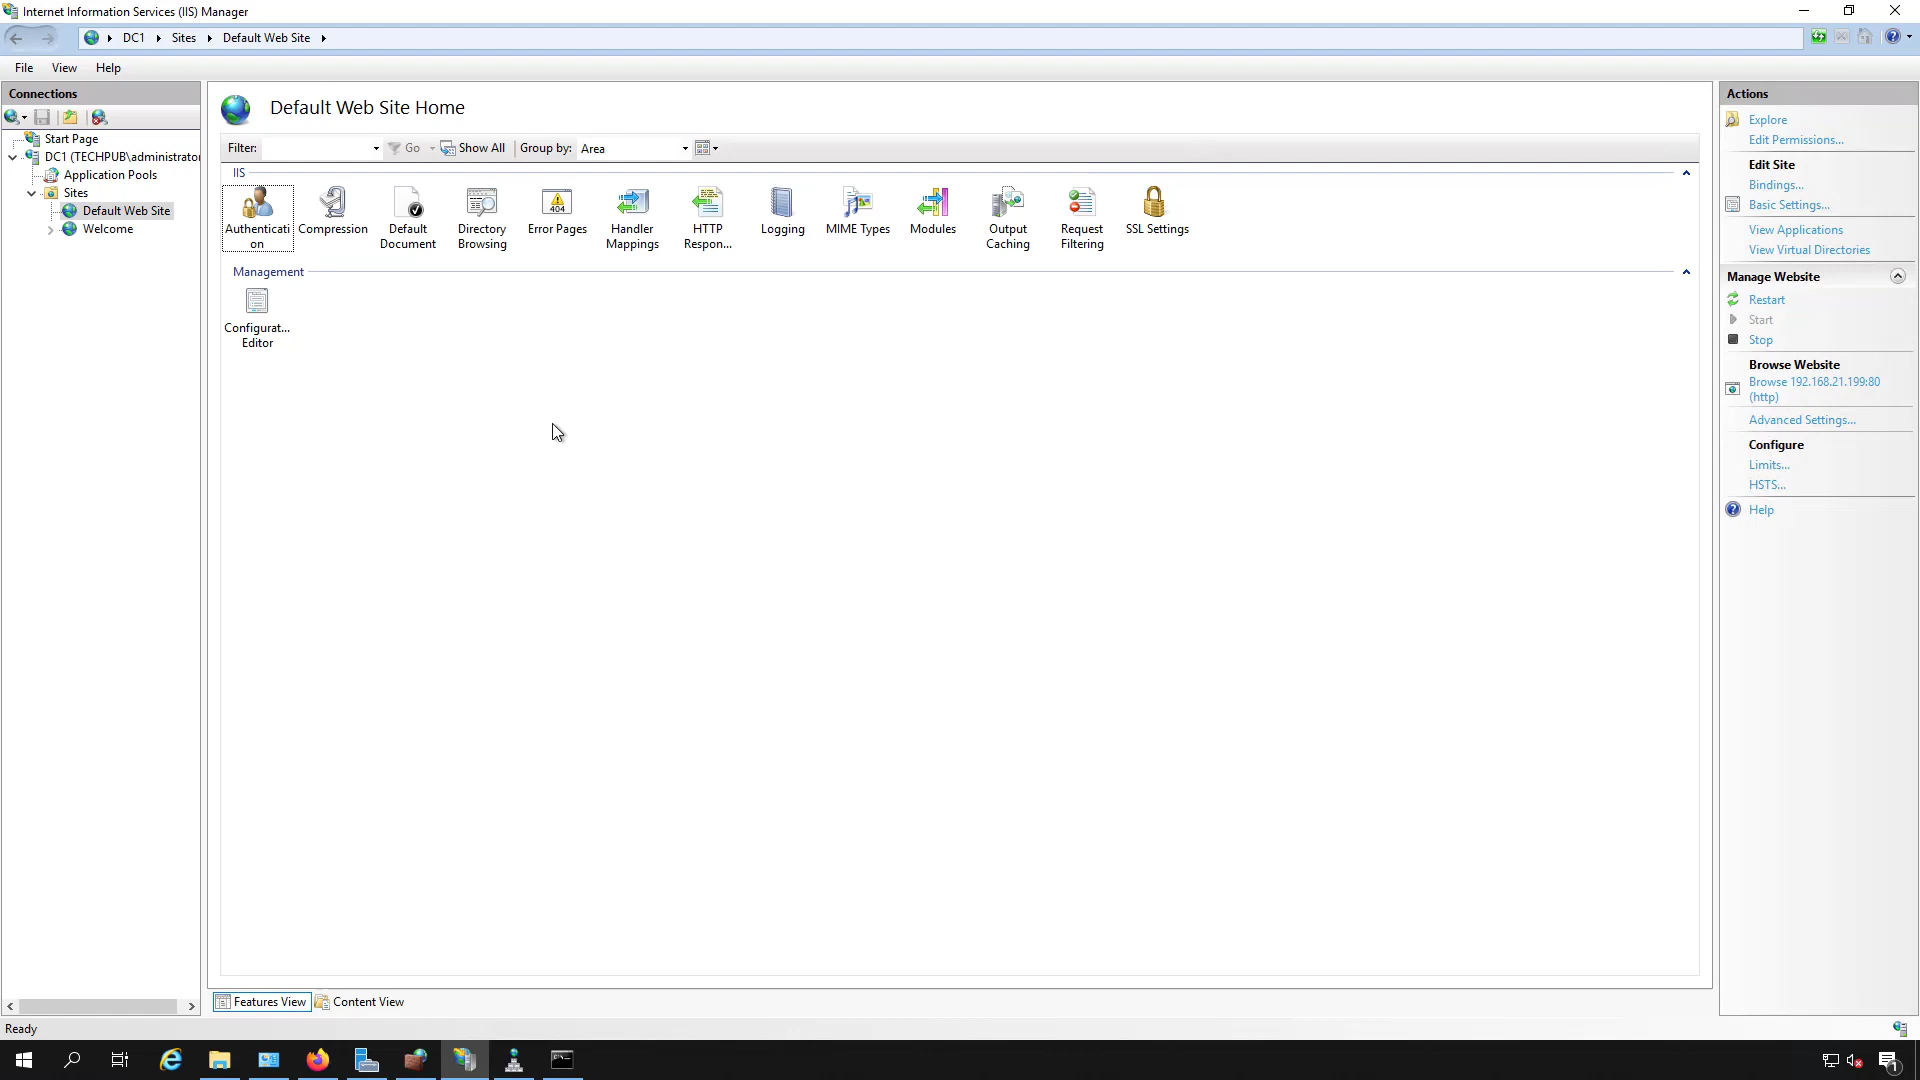 Internet Information Services (IIS) Manager
DC1 Sites Default Web Site
File View Help
Connections
Start Page
DC1 (TECHPUB\administrator
Application Pools
Sites
Default Web Site
Welcome
Default Web Site Home
Filter: Go Show All Group by: Area
IIS
Authenticati
on
Compression
Default
Document
Directory
Browsing
Error Pages
404
Handler
Mappings
HTTP
Respon...
Logging
MIME Types
Modules
Output
Caching
Request
Filtering
SSL Settings
Management
Configurat...
Editor
Features View Content View
Actions
Explore
Edit Permissions...
Edit Site
Bindings...
Basic Settings...
View Applications
View Virtual Directories
Manage Website
Restart
Start
Stop
Browse Website
Browse 192.168.21.199:80
(http)
Advanced Settings...
Configure
Limits...
HSTS...
Help
Ready
1